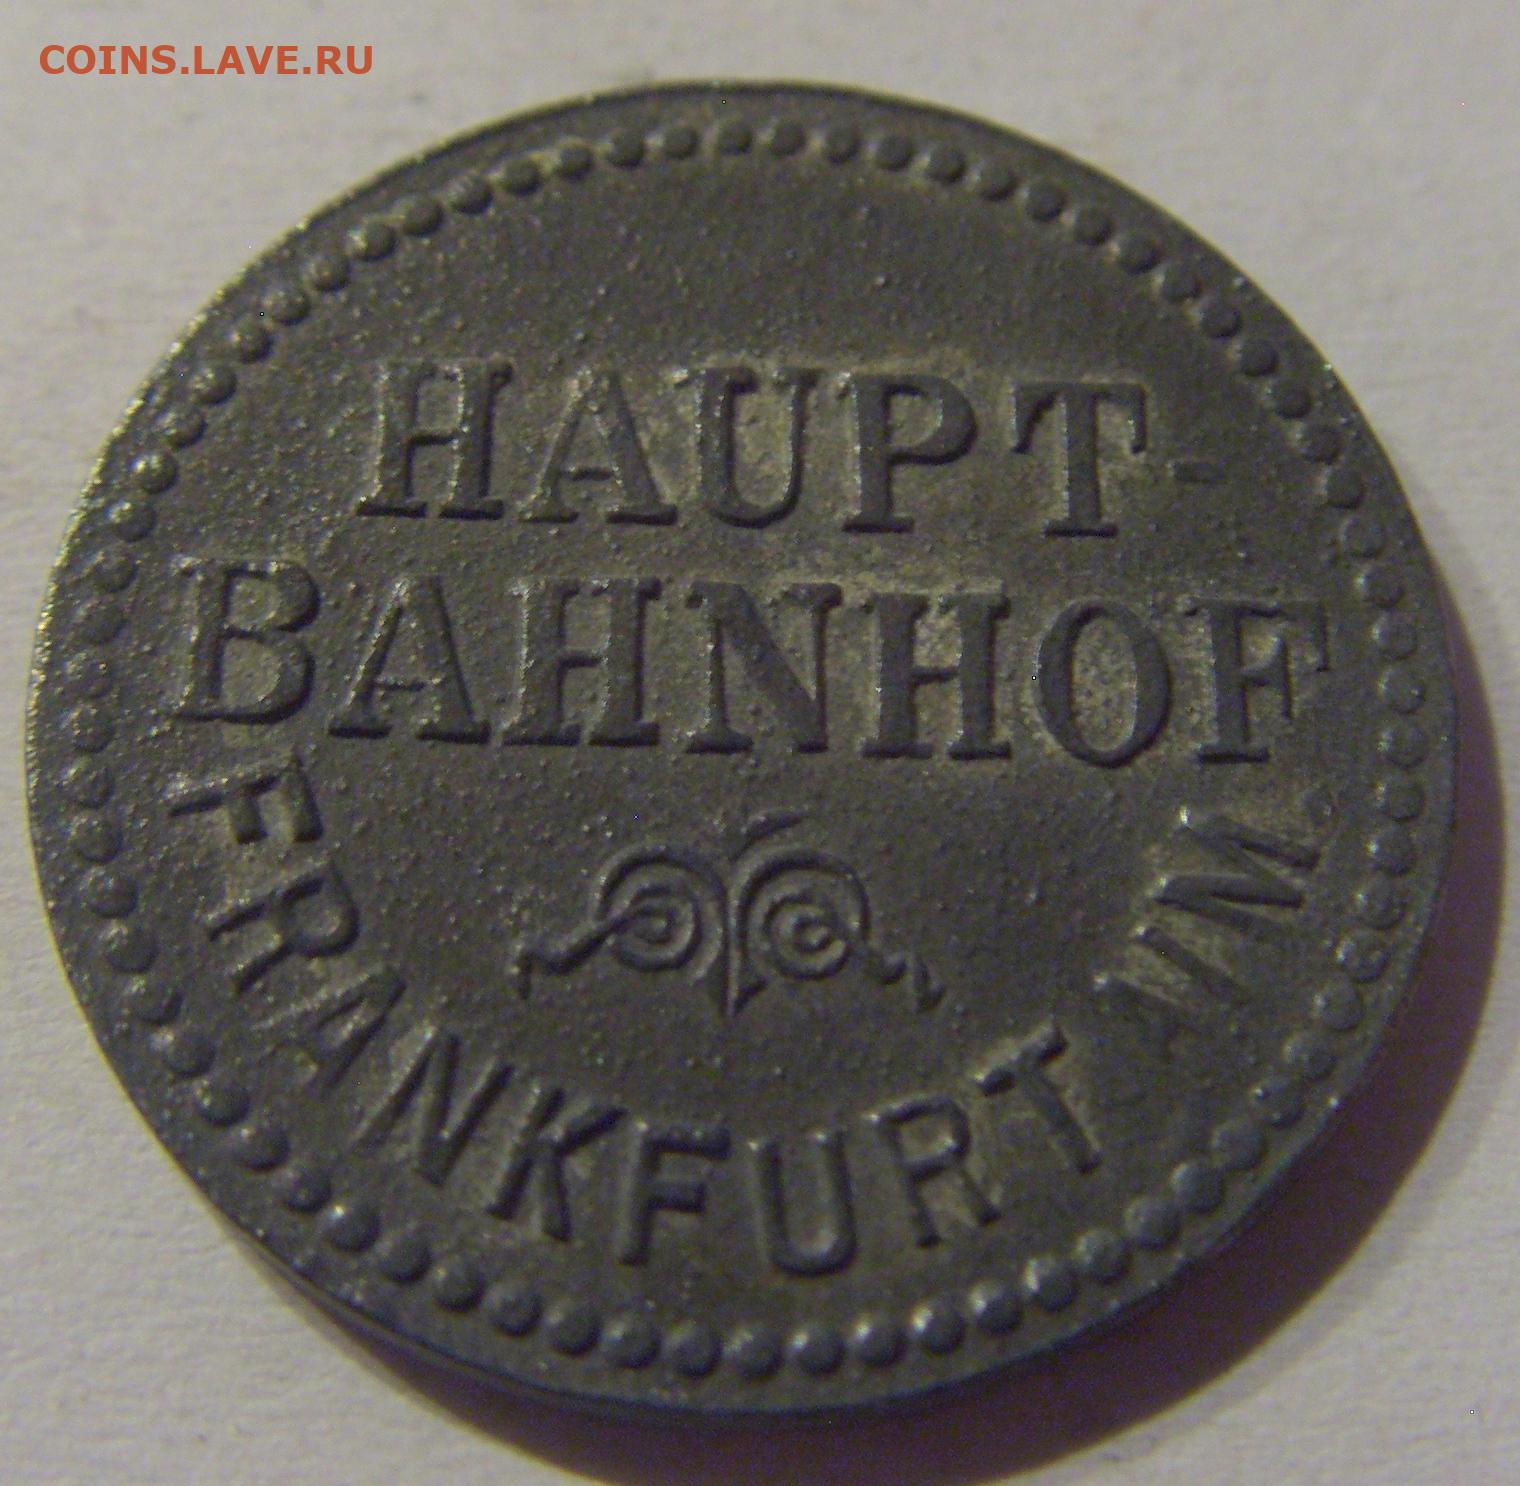 COINS.LAVE.RU
HAUPT-
BAHNHOF
FRANKFURT A/M.